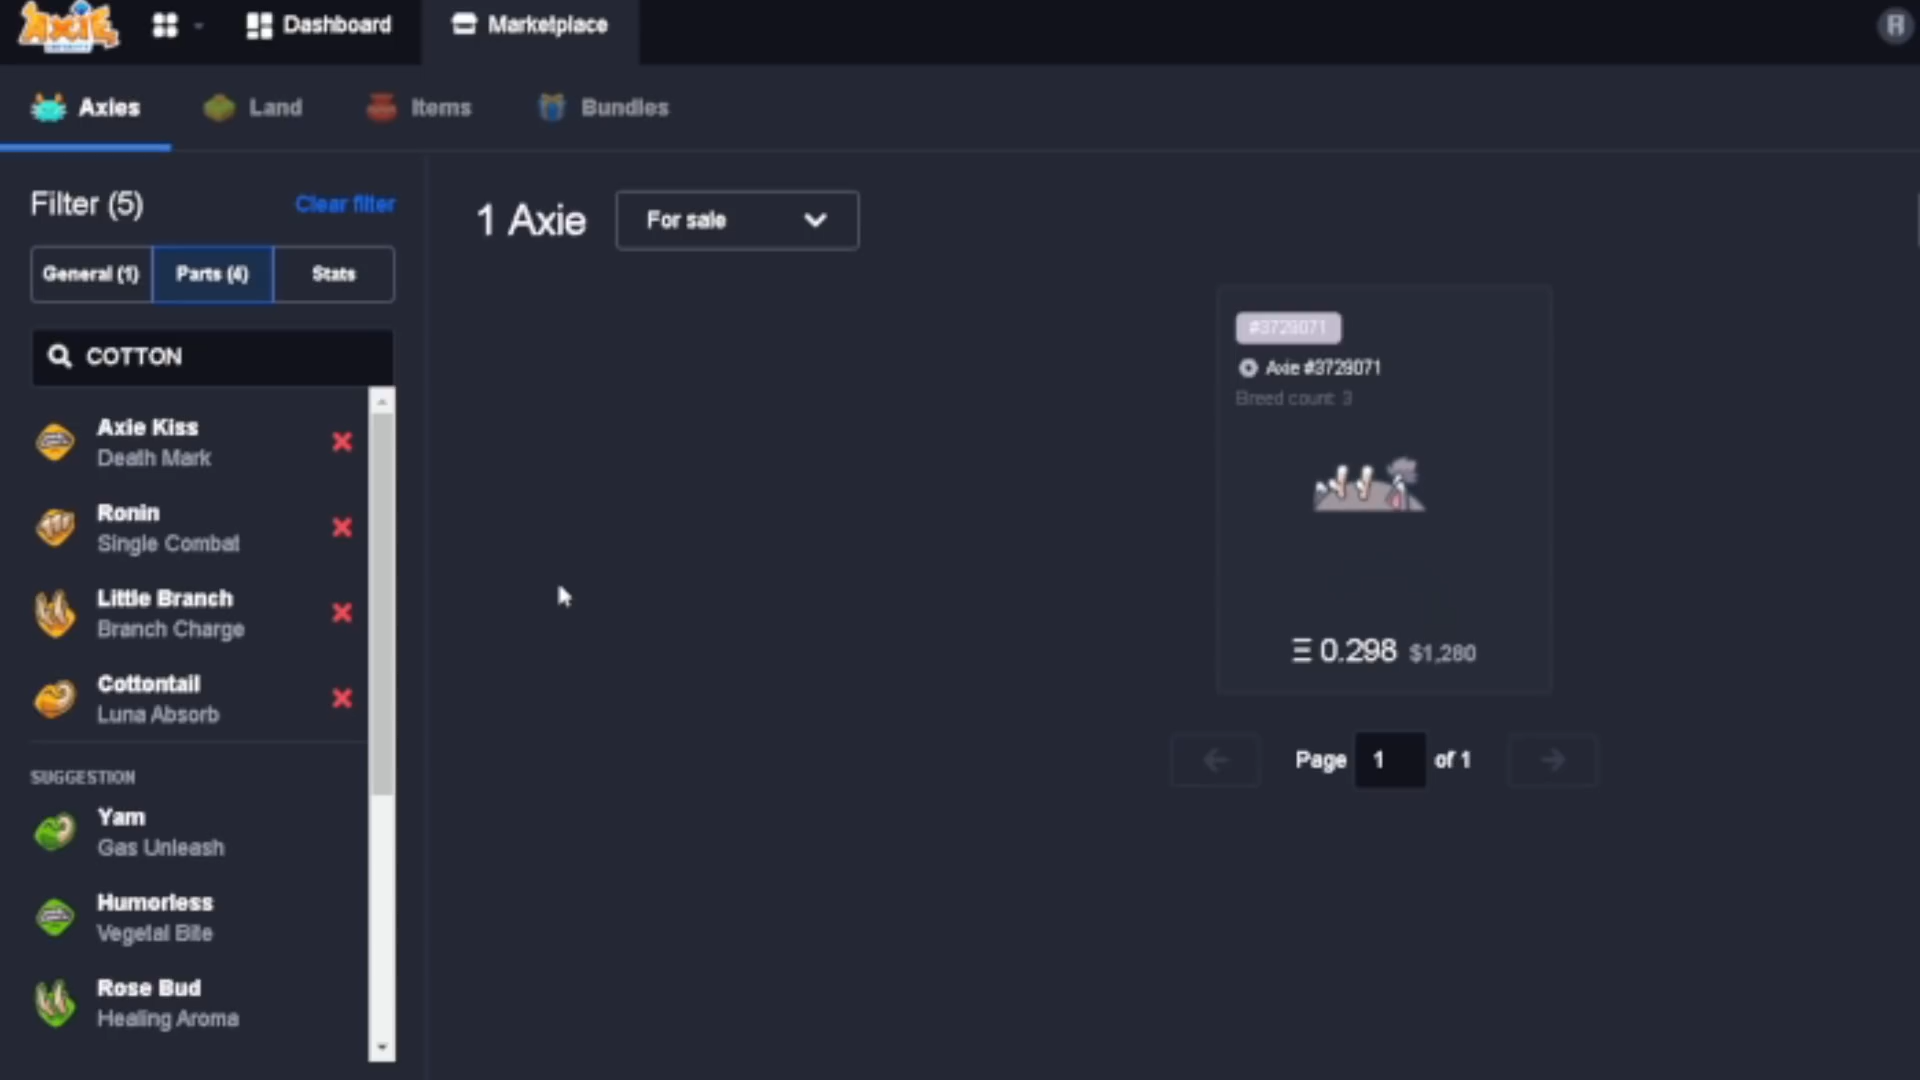 AXIE
Dashboard
Marketplace
Axies
Land
Items
Bundles
Filter (5)
Clear filter
General (1)
Parts (4)
Stats
COTTON
Axie Kiss
Death Mark
Ronin
Single Combat
Little Branch
Branch Charge
Cottontail
Luna Absorb
SUGGESTION
Yam
Gas Unleash
Humorless
Vegetal Bite
Rose Bud
Healing Aroma
1 Axie
For sale
#3729071
Axie #3729071
Breed count: 3
Ξ 0.298 $1,280
Page 1 of 1